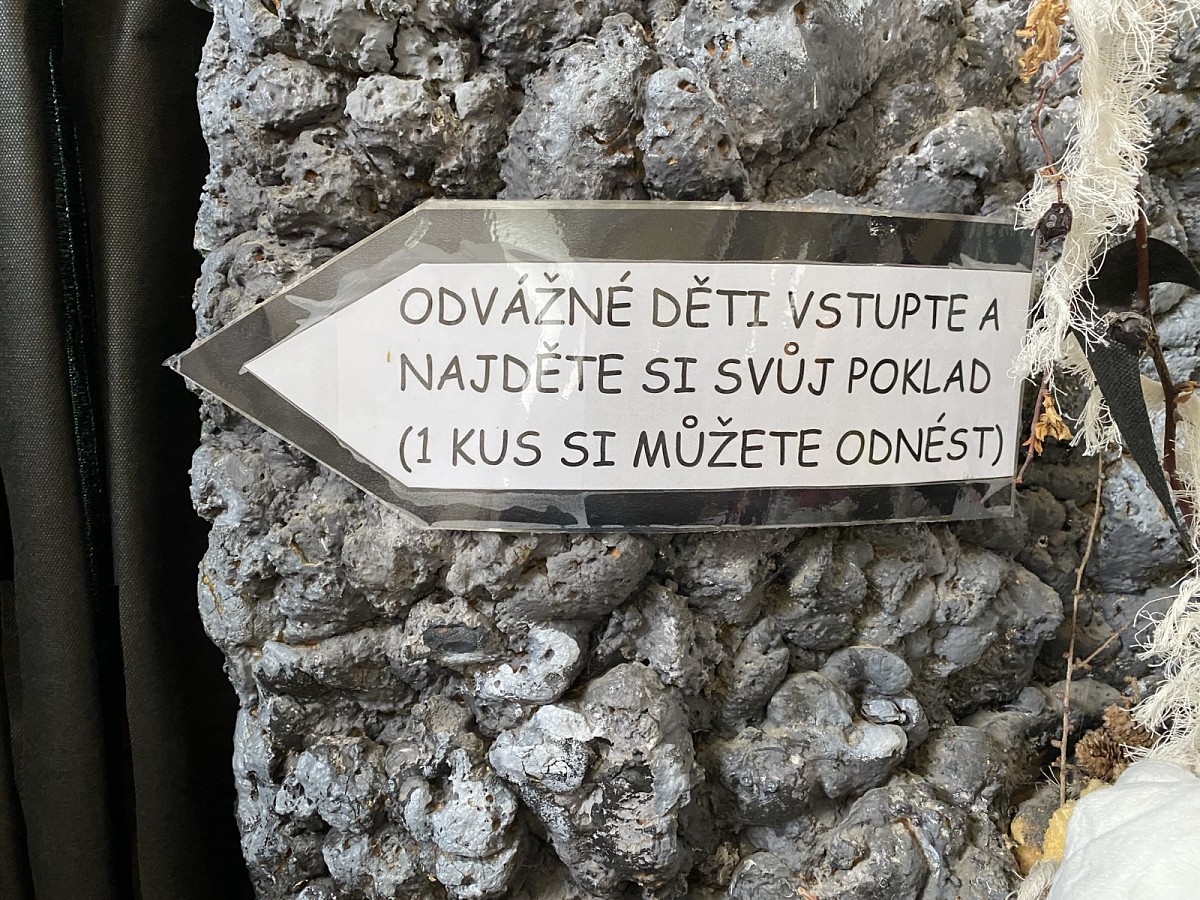 ODVÁŽNÉ DĚTI VSTUPTE A
NAJDĚTE SI SVŮJ POKLAD
(1 KUS SI MŮŽETE ODNÉST)